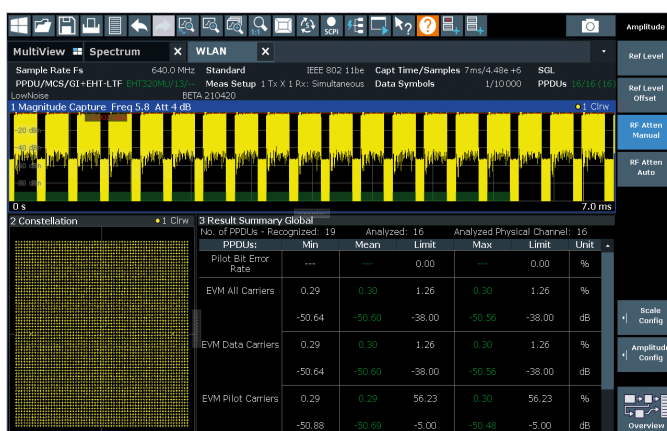 SCPI
1:1
Amplitude
MultiView Spectrum X WLAN X
Ref Level
Sample Rate Fs 640.0 MHz Standard IEEE 802 11be Capt Time/Samples 7ms/4.48e+6 SGL
PPDU/MCS/GI+EHT-LTF EHT320MU/13/-- Meas Setup 1 Tx X 1 Rx: Simultaneous Data Symbols 1/10 000 PPDUs 16/16 (16)
LowNoise BETA 210420
Ref Level Offset
1 Magnitude Capture Freq 5.8 Att 4 dB 1 Clrw
RF Atten Manual
-20 dBm
RF Atten Auto
0 s 7.0 ms
2 Constellation 1 Clrw 3 Result Summary Global
No. of PPDUs - Recognized: 19 Analyzed: 16 Analyzed Physical Channel: 16
PPDUs: Min Mean Limit Max Limit Unit
Pilot Bit Error Rate --- --- 0.00 --- 0.00 %
EVM All Carriers 0.29 0.30 1.26 0.30 1.26 %
-50.64 -50.60 -38.00 -50.56 -38.00 dB
Scale Config
EVM Data Carriers 0.29 0.30 1.26 0.30 1.26 %
Amplitude Config
-50.64 -50.60 -38.00 -50.56 -38.00 dB
EVM Pilot Carriers 0.29 0.29 56.23 0.30 56.23 %
-50.88 -50.69 -5.00 -50.48 -5.00 dB
Overview